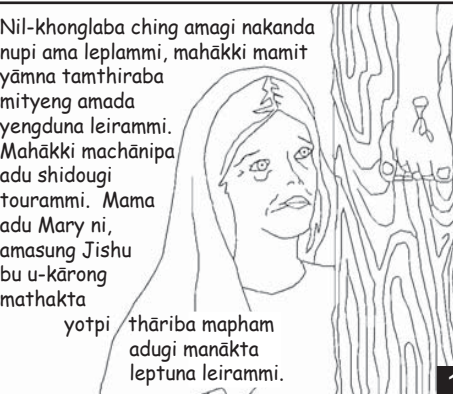 Nil-khonglaba ching amagi nakanda
nupi ama leplammi, mahākki mamit
yāmna tamthiraba
mityeng amada
yengduna leirammi.
Mahākki machānipa
adu shidougi
tourammi. Mama
adu Mary ni,
amasung Jishu
bu u-kārong
mathakta
yotpi thāriba mapham
adugi manākta
leptuna leirammi.
1